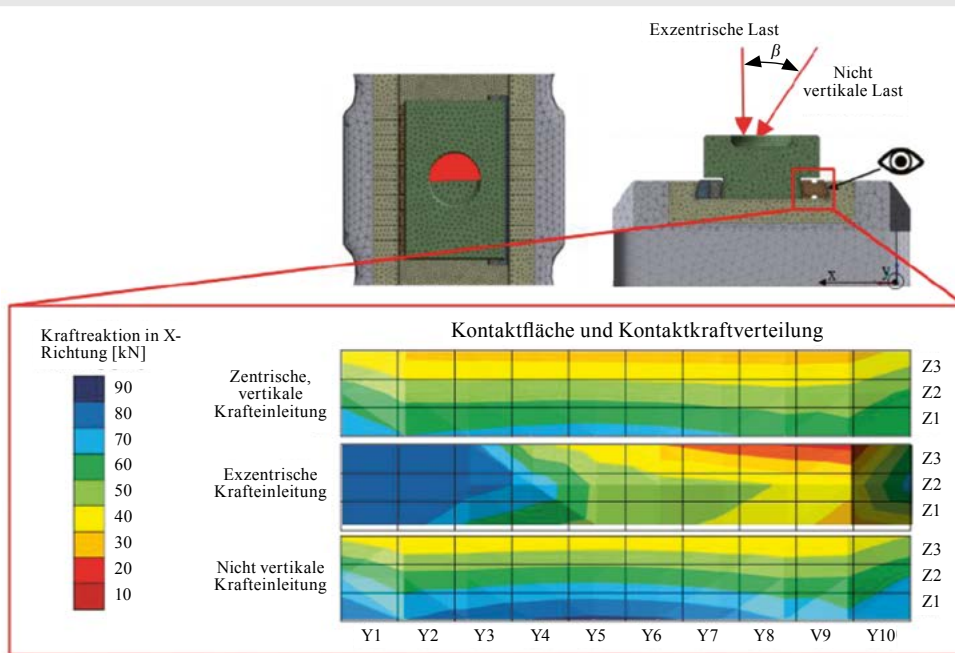 Exzentrische Last
β
Nicht
vertikale Last
y
x
z
Kraftreaktion in X-
Richtung [kN]
90
80
70
60
50
40
30
20
10
Kontaktfläche und Kontaktkraftverteilung
Zentrische,
vertikale
Krafteinleitung
Z3
Z2
Z1
Exzentrische
Krafteinleitung
Z3
Z2
Z1
Nicht vertikale
Krafteinleitung
Z3
Z2
Z1
Y1 Y2 Y3 Y4 Y5 Y6 Y7 Y8 V9 Y10